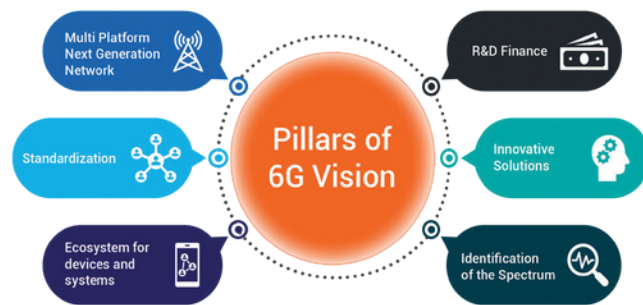 Multi Platform
Next Generation
Network
R&D Finance
Pillars of
6G Vision
Standardization
Innovative
Solutions
Ecosystem for
devices and
systems
Identification
of the Spectrum